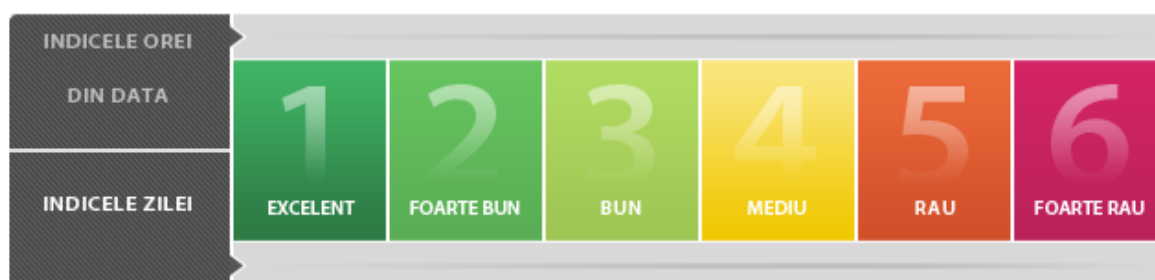 INDICELE OREI
DIN DATA
INDICELE ZILEI
1 2 3 4 5 6
EXCELENT FOARTE BUN BUN MEDIU RAU FOARTE RAU